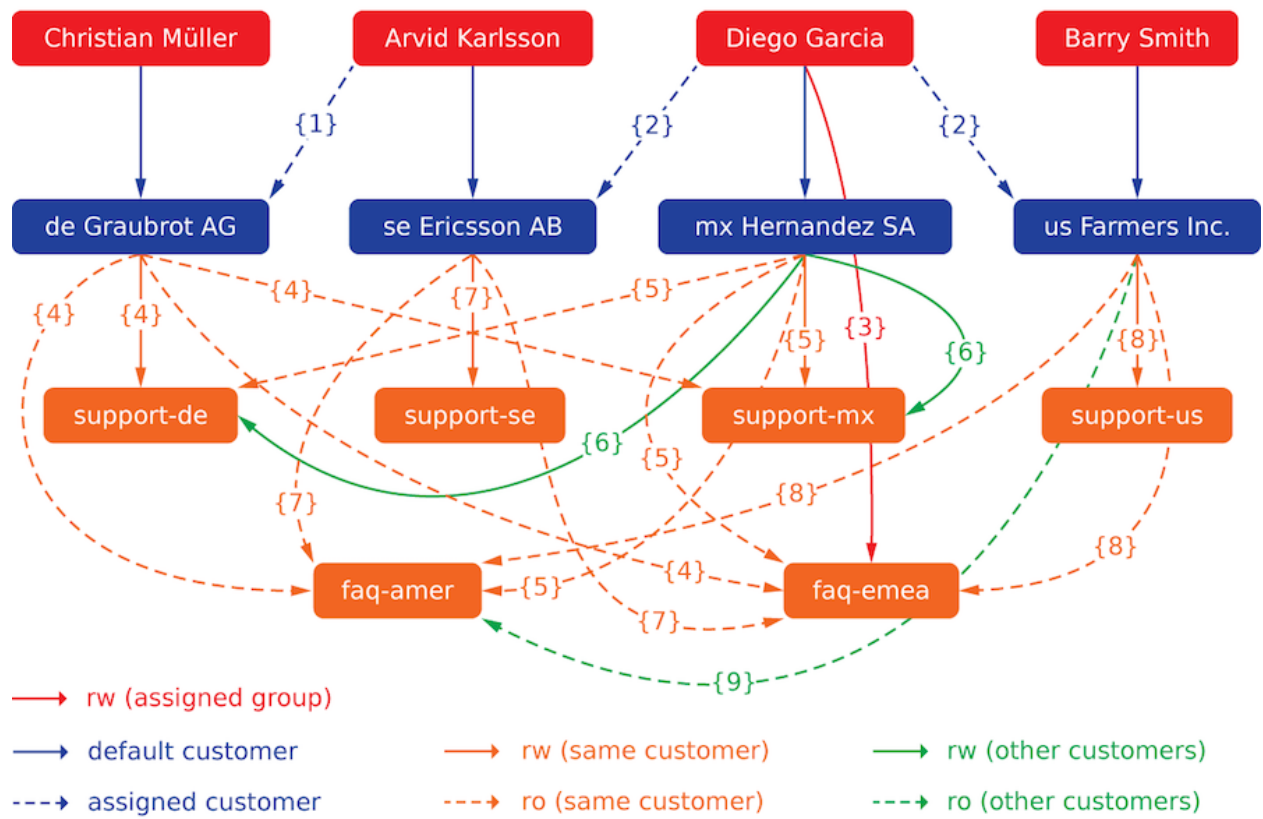 Christian Müller
Arvid Karlsson
Diego Garcia
Barry Smith
{1}
{2}
{2}
de Graubrot AG
se Ericsson AB
mx Hernandez SA
us Farmers Inc.
{4}
{4}
{4}
{7}
{5}
{5}
{3}
{6}
{8}
support-de
support-se
support-mx
support-us
{6}
{5}
{7}
{8}
{8}
{4}
{5}
{7}
faq-amer
faq-emea
{9}
rw (assigned group)
default customer
rw (same customer)
rw (other customers)
assigned customer
ro (same customer)
ro (other customers)